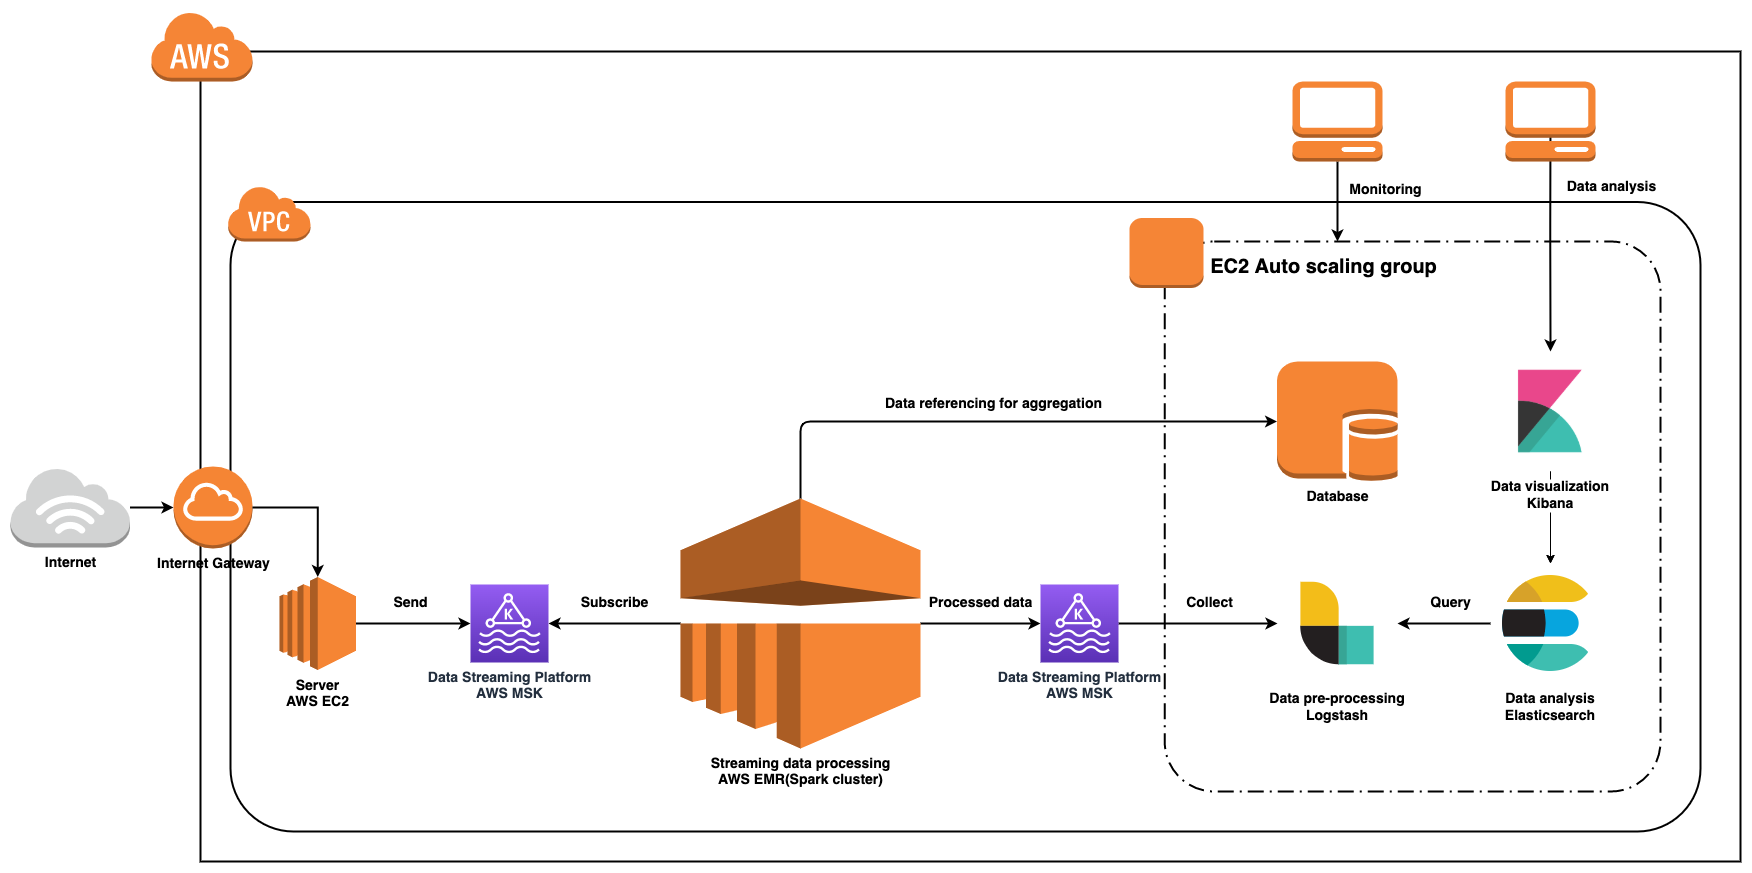 AWS
Monitoring
Data analysis
VPC
EC2 Auto scaling group
Data referencing for aggregation
Database
Data visualization
Kibana
Internet
Internet Gateway
Send
K
Subscribe
Processed data
K
Collect
Query
Server
AWS EC2
Data Streaming Platform
AWS MSK
Data Streaming Platform
AWS MSK
Data pre-processing
Logstash
Data analysis
Elasticsearch
Streaming data processing
AWS EMR(Spark cluster)